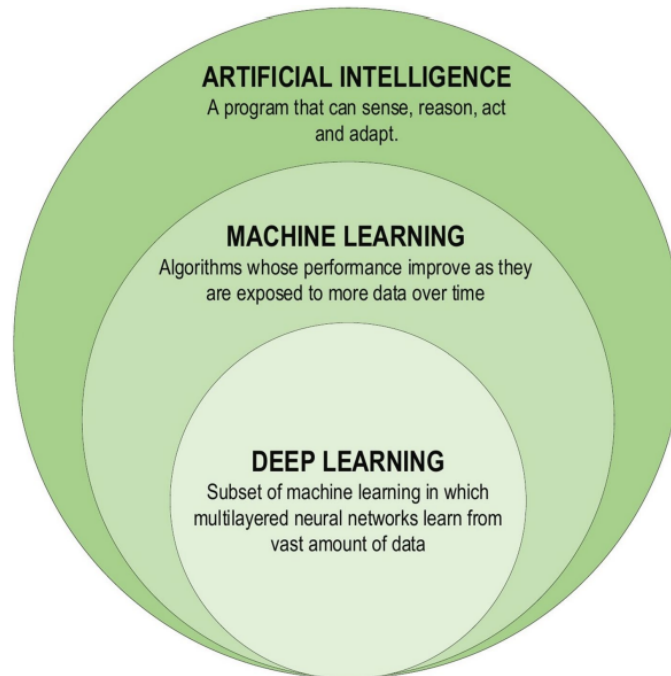 ARTIFICIAL INTELLIGENCE
A program that can sense, reason, act
and adapt.
MACHINE LEARNING
Algorithms whose performance improve as they
are exposed to more data over time
DEEP LEARNING
Subset of machine learning in which
multilayered neural networks learn from
vast amount of data